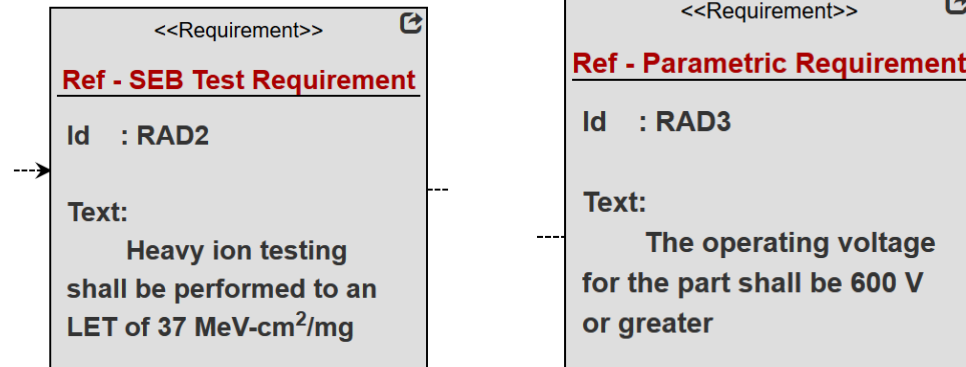 <<Requirement>>
Ref - SEB Test Requirement
Id : RAD2
Text:
Heavy ion testing
shall be performed to an
LET of 37 MeV-cm²/mg
<<Requirement>>
Ref - Parametric Requirement
Id : RAD3
Text:
The operating voltage
for the part shall be 600 V
or greater